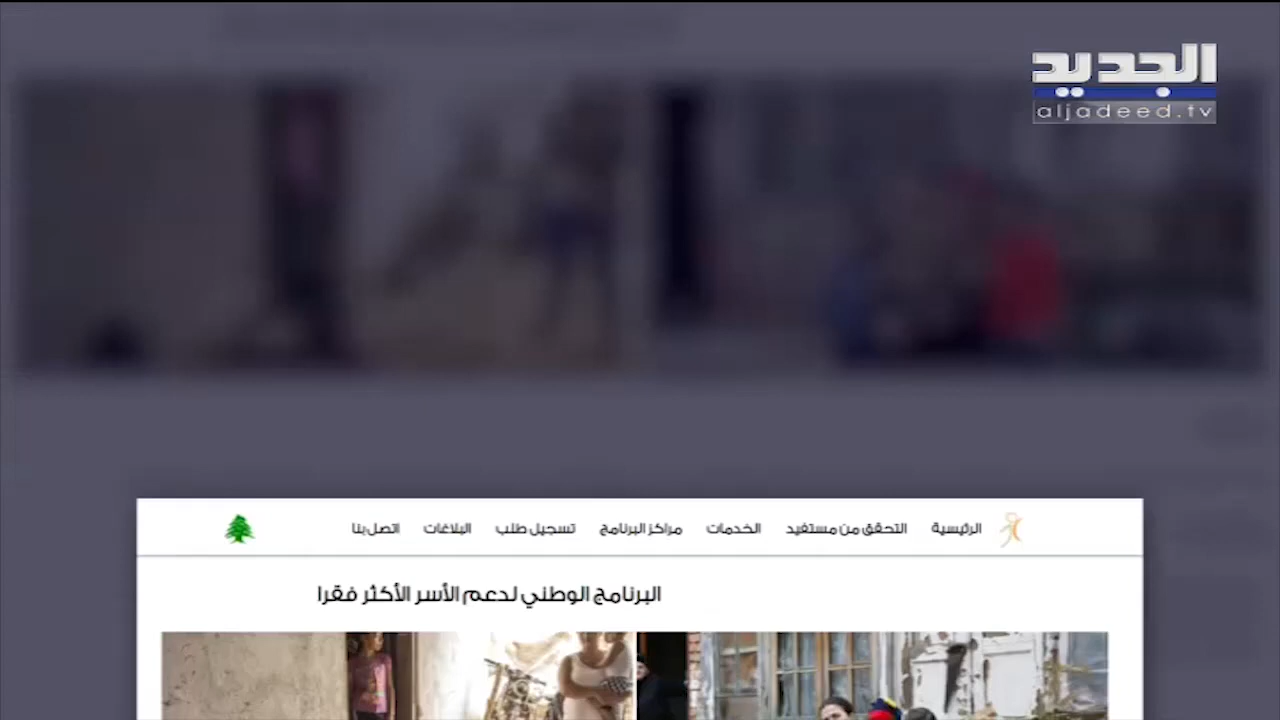 الجديد
aljadeed.tv
الرئيسية التحقق من مستفيد الخدمات مراكز البرنامج تسجيل طلب البلاغات اتصل بنا
البرنامج الوطني لدعم الأسر الأكثر فقرا